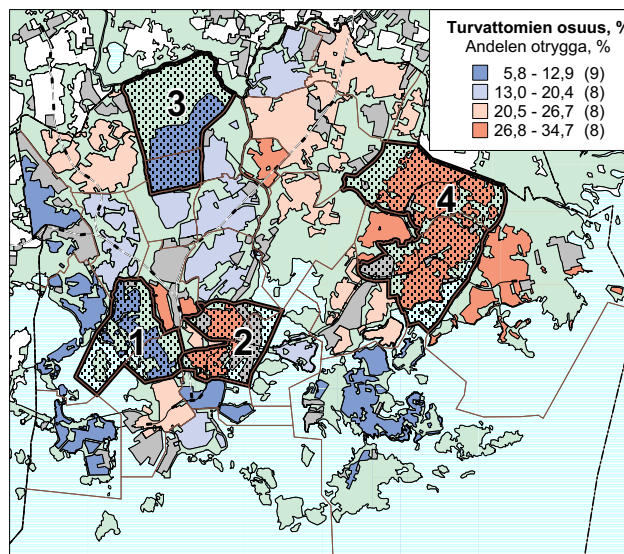 Turvattomien osuus, %
Andelen otrygga, %
5,8 - 12,9 (9)
13,0 - 20,4 (8)
20,5 - 26,7 (8)
26,8 - 34,7 (8)
3
4
1
2